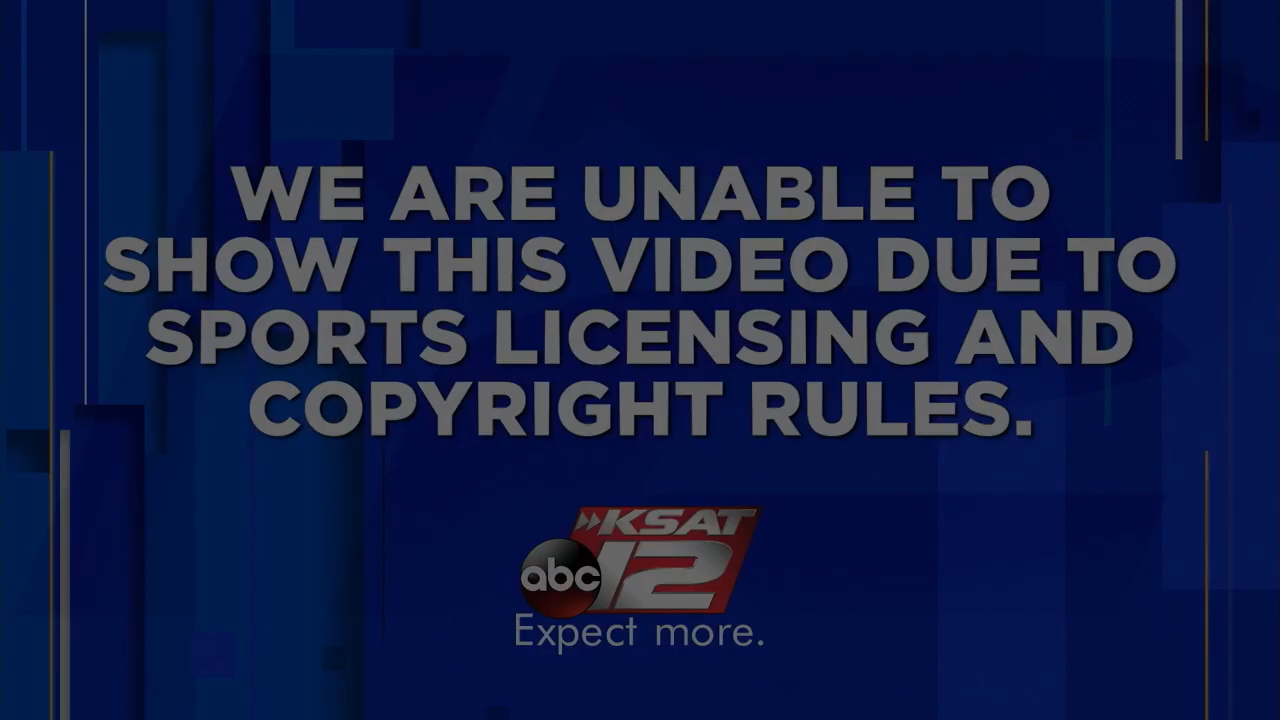 WE ARE UNABLE TO
SHOW THIS VIDEO DUE TO
SPORTS LICENSING AND
COPYRIGHT RULES.
KSAT
abc 12
Expect more.